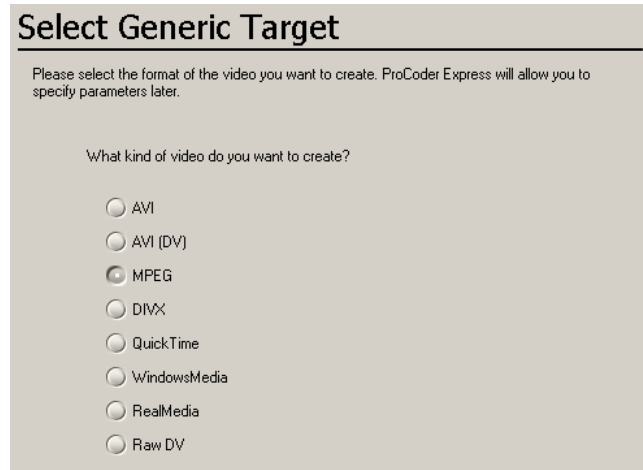 Select Generic Target
Please select the format of the video you want to create. ProCoder Express will allow you to
specify parameters later.
What kind of video do you want to create?
AVI
AVI (DV)
MPEG
DIVX
QuickTime
WindowsMedia
RealMedia
Raw DV